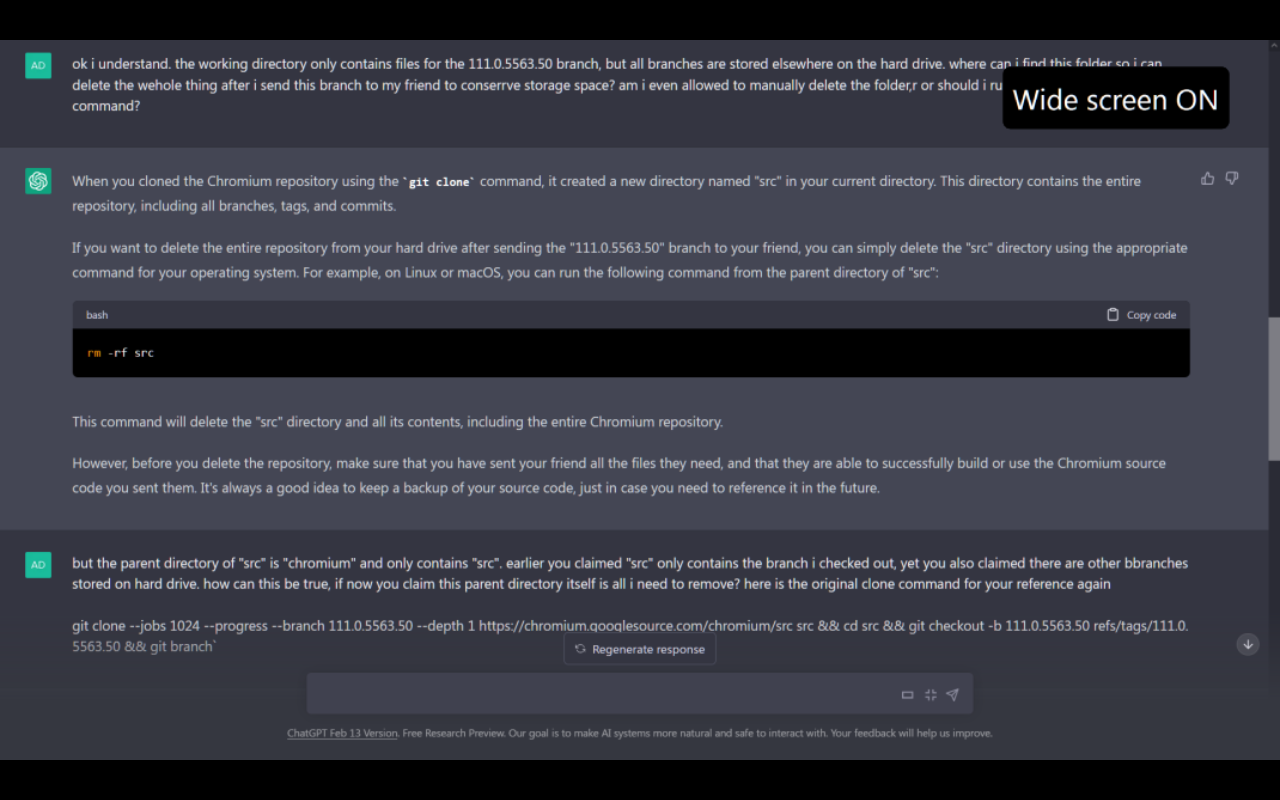 AD
ok i understand. the working directory only contains files for the 111.0.5563.50 branch, but all branches are stored elsewhere on the hard drive. where can i find this folder so i can
delete the wehole thing after i send this branch to my friend to conserrve storage space? am i even allowed to manually delete the folder,r or should i ru
command?
Wide screen ON
When you cloned the Chromium repository using the `git clone` command, it created a new directory named "src" in your current directory. This directory contains the entire
repository, including all branches, tags, and commits.
If you want to delete the entire repository from your hard drive after sending the "111.0.5563.50" branch to your friend, you can simply delete the "src" directory using the appropriate
command for your operating system. For example, on Linux or macOS, you can run the following command from the parent directory of "src":
bash
Copy code
rm -rf src
This command will delete the "src" directory and all its contents, including the entire Chromium repository.
However, before you delete the repository, make sure that you have sent your friend all the files they need, and that they are able to successfully build or use the Chromium source
code you sent them. It's always a good idea to keep a backup of your source code, just in case you need to reference it in the future.
AD
but the parent directory of "src" is "chromium" and only contains "src". earlier you claimed "src" only contains the branch i checked out, yet you also claimed there are other bbranches
stored on hard drive. how can this be true, if now you claim this parent directory itself is all i need to remove? here is the original clone command for your reference again
git clone --jobs 1024 --progress --branch 111.0.5563.50 --depth 1 https://chromium.googlesource.com/chromium/src src && cd src && git checkout -b 111.0.5563.50 refs/tags/111.0.
5563.50 && git branch`
Regenerate response
ChatGPT Feb 13 Version. Free Research Preview. Our goal is to make AI systems more natural and safe to interact with. Your feedback will help us improve.